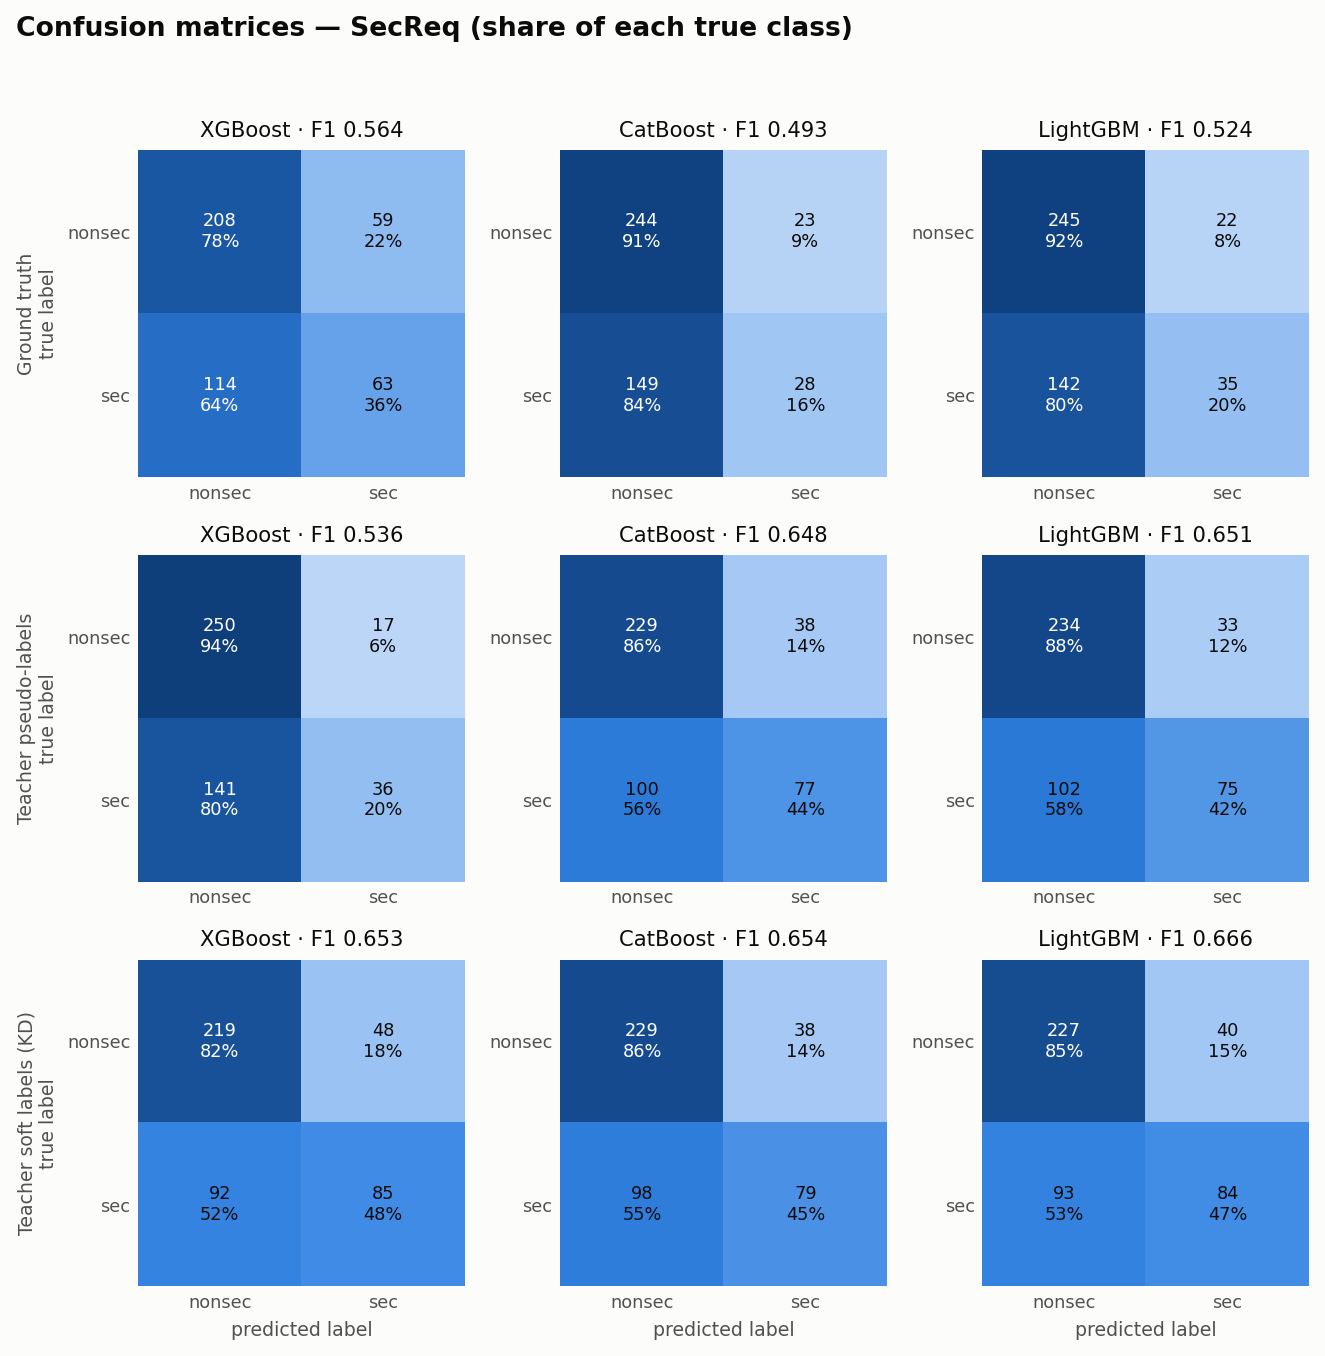 Confusion matrices — SecReq (share of each true class)
XGBoost · F1 0.564
CatBoost · F1 0.493
LightGBM · F1 0.524
Ground truth
true label
nonsec
208
78%
59
22%
nonsec
244
91%
23
9%
nonsec
245
92%
22
8%
sec
114
64%
63
36%
sec
149
84%
28
16%
sec
142
80%
35
20%
nonsec
sec
nonsec
sec
nonsec
sec
XGBoost · F1 0.536
CatBoost · F1 0.648
LightGBM · F1 0.651
Teacher pseudo-labels
true label
nonsec
250
94%
17
6%
nonsec
229
86%
38
14%
nonsec
234
88%
33
12%
sec
141
80%
36
20%
sec
100
56%
77
44%
sec
102
58%
75
42%
nonsec
sec
nonsec
sec
nonsec
sec
XGBoost · F1 0.653
CatBoost · F1 0.654
LightGBM · F1 0.666
Teacher soft labels (KD)
true label
nonsec
219
82%
48
18%
nonsec
229
86%
38
14%
nonsec
227
85%
40
15%
sec
92
52%
85
48%
sec
98
55%
79
45%
sec
93
53%
84
47%
nonsec
sec
nonsec
sec
nonsec
sec
predicted label
predicted label
predicted label